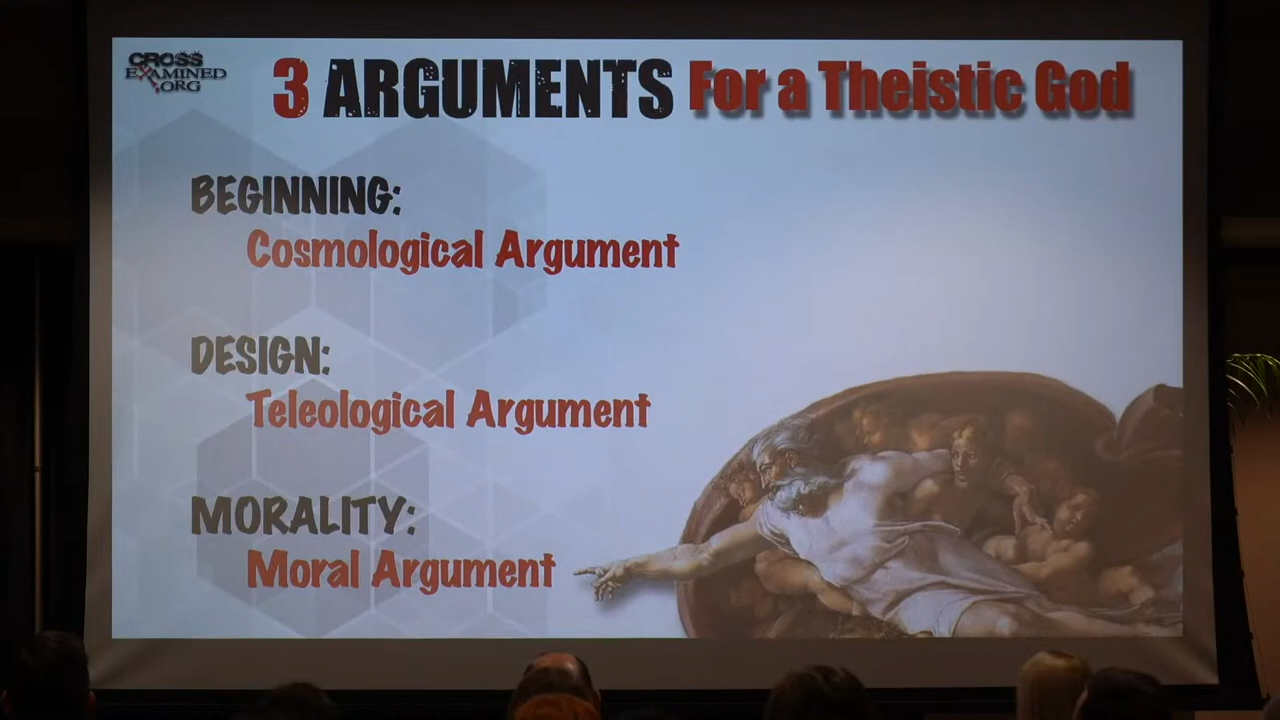 CROSS
EXAMINED
.ORG
3 ARGUMENTS For a Theistic God
BEGINNING:
Cosmological Argument
DESIGN:
Teleological Argument
MORALITY:
Moral Argument